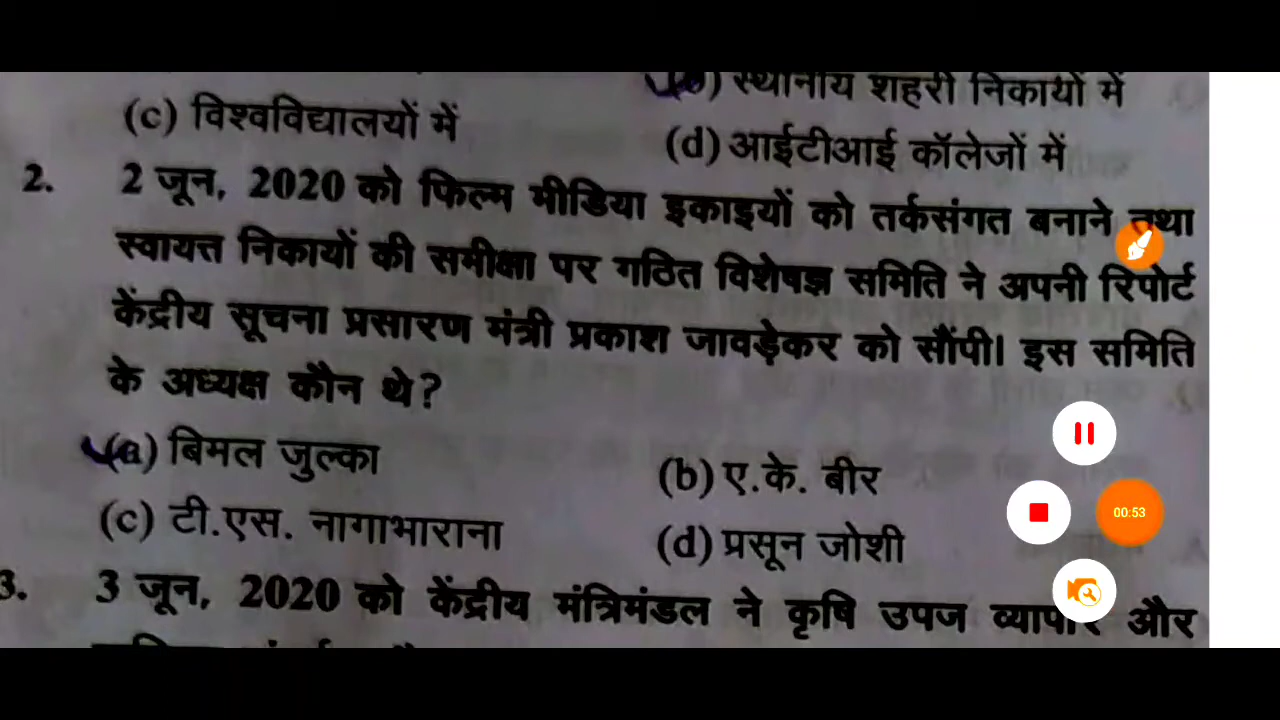 (b) स्थानीय शहरी निकायों में
(c) विश्वविद्यालयों में
(d) आईटीआई कॉलेजों में
2. 2 जून, 2020 को फिल्म मीडिया इकाइयों को तर्कसंगत बनाने तथा
स्वायत्त निकायों की समीक्षा पर गठित विशेषज्ञ समिति ने अपनी रिपोर्ट
केंद्रीय सूचना प्रसारण मंत्री प्रकाश जावड़ेकर को सौंपी। इस समिति
के अध्यक्ष कौन थे?
(a) बिमल जुल्का
(b) ए.के. बीर
(c) टी.एस. नागाभाराना
(d) प्रसून जोशी
00:53
3. 3 जून, 2020 को केंद्रीय मंत्रिमंडल ने कृषि उपज व्यापार और